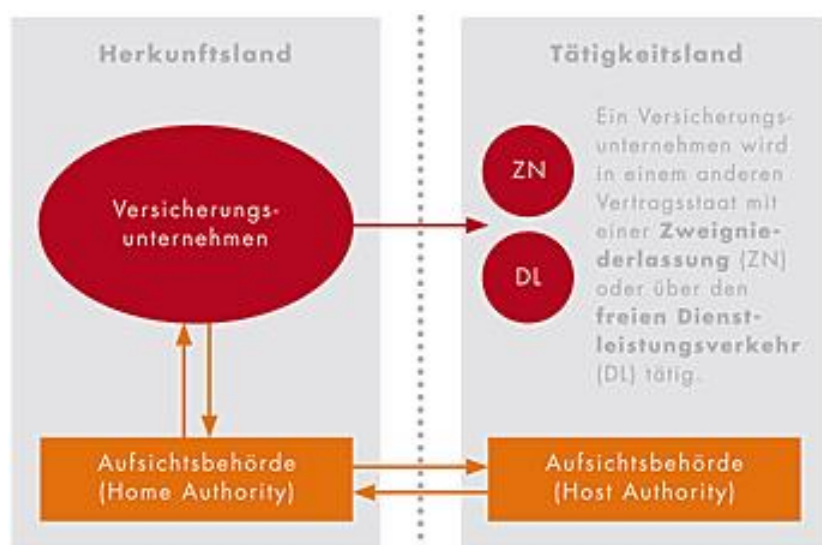 Herkunftsland
Tätigkeitsland
Versicherungs-
unternehmen
ZN
DL
Ein Versicherungs-
unternehmen wird
in einem anderen
Vertragsstaat mit
einer Zweignie-
derlassung (ZN)
oder über den
freien Dienst-
leistungsverkehr
(DL) tätig.
Aufsichtsbehörde
(Home Authority)
Aufsichtsbehörde
(Host Authority)